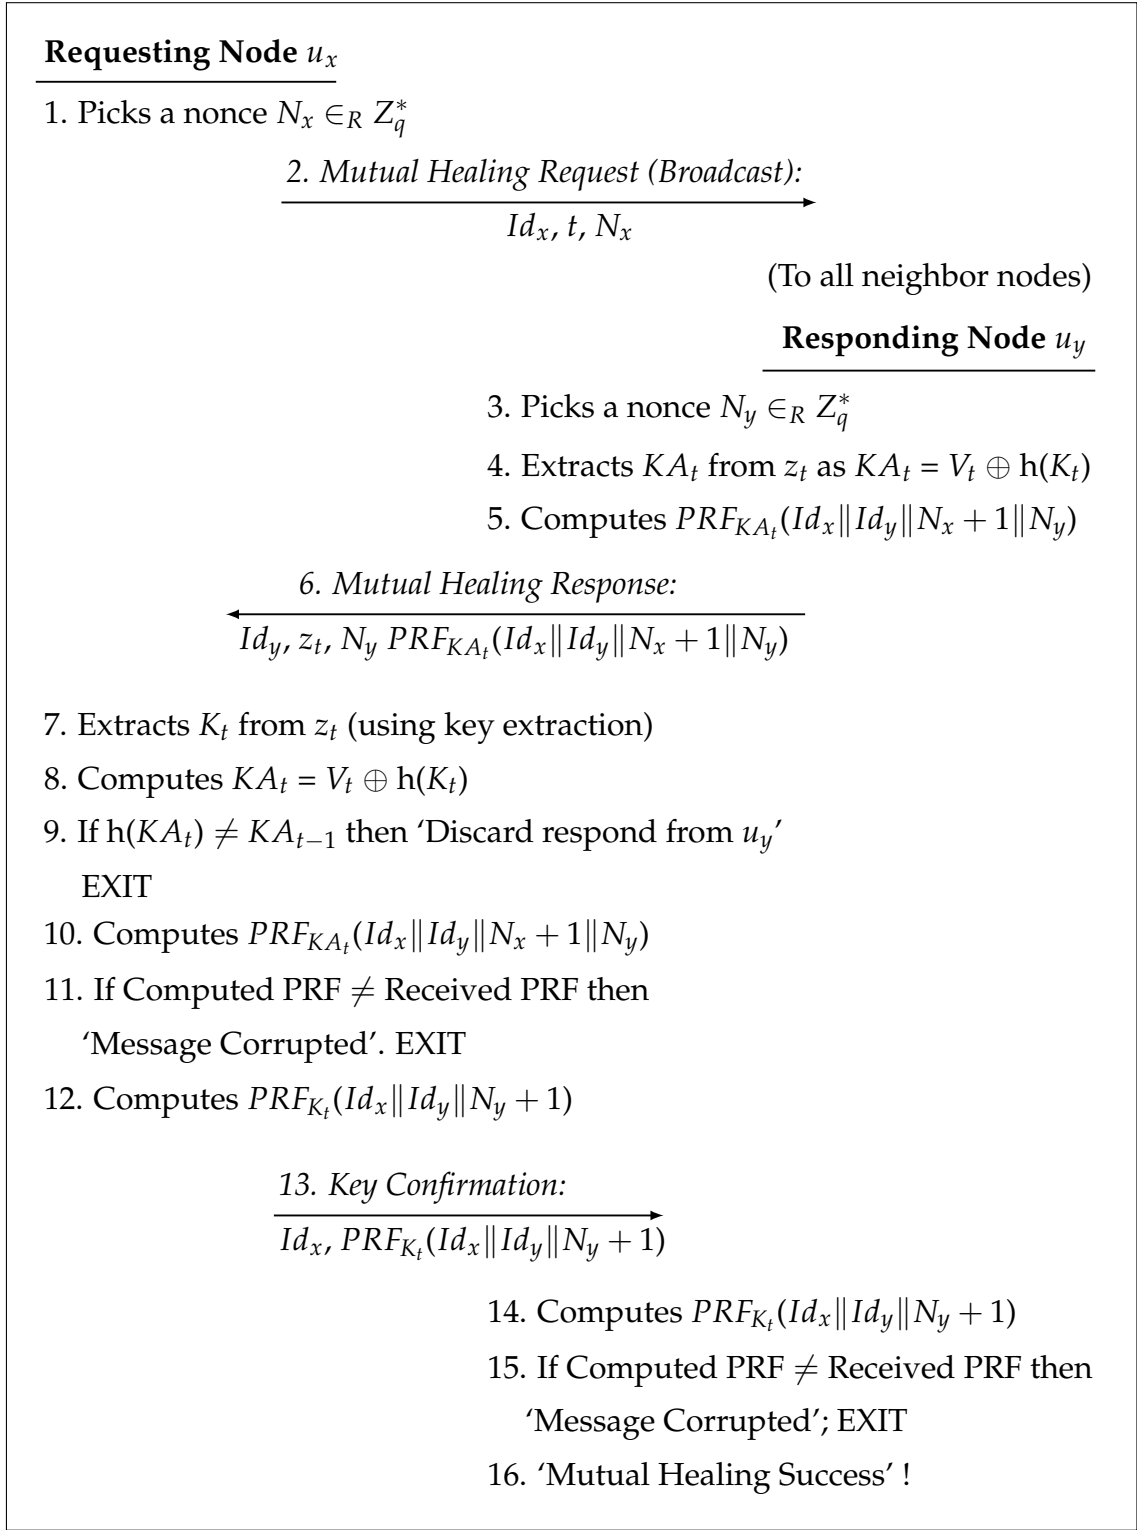 Requesting Node u_x
1. Picks a nonce N_x ∈_R Z_q^*
2. Mutual Healing Request (Broadcast):
Id_x, t, N_x
(To all neighbor nodes)
Responding Node u_y
3. Picks a nonce N_y ∈_R Z_q^*
4. Extracts KA_t from z_t as KA_t = V_t ⊕ h(K_t)
5. Computes PRF_{KA_t}(Id_x‖Id_y‖N_x + 1‖N_y)
6. Mutual Healing Response:
Id_y, z_t, N_y PRF_{KA_t}(Id_x‖Id_y‖N_x + 1‖N_y)
7. Extracts K_t from z_t (using key extraction)
8. Computes KA_t = V_t ⊕ h(K_t)
9. If h(KA_t) ≠ KA_{t−1} then ‘Discard respond from u_y’
EXIT
10. Computes PRF_{KA_t}(Id_x‖Id_y‖N_x + 1‖N_y)
11. If Computed PRF ≠ Received PRF then
‘Message Corrupted’. EXIT
12. Computes PRF_{K_t}(Id_x‖Id_y‖N_y + 1)
13. Key Confirmation:
Id_x, PRF_{K_t}(Id_x‖Id_y‖N_y + 1)
14. Computes PRF_{K_t}(Id_x‖Id_y‖N_y + 1)
15. If Computed PRF ≠ Received PRF then
‘Message Corrupted’; EXIT
16. ‘Mutual Healing Success’ !